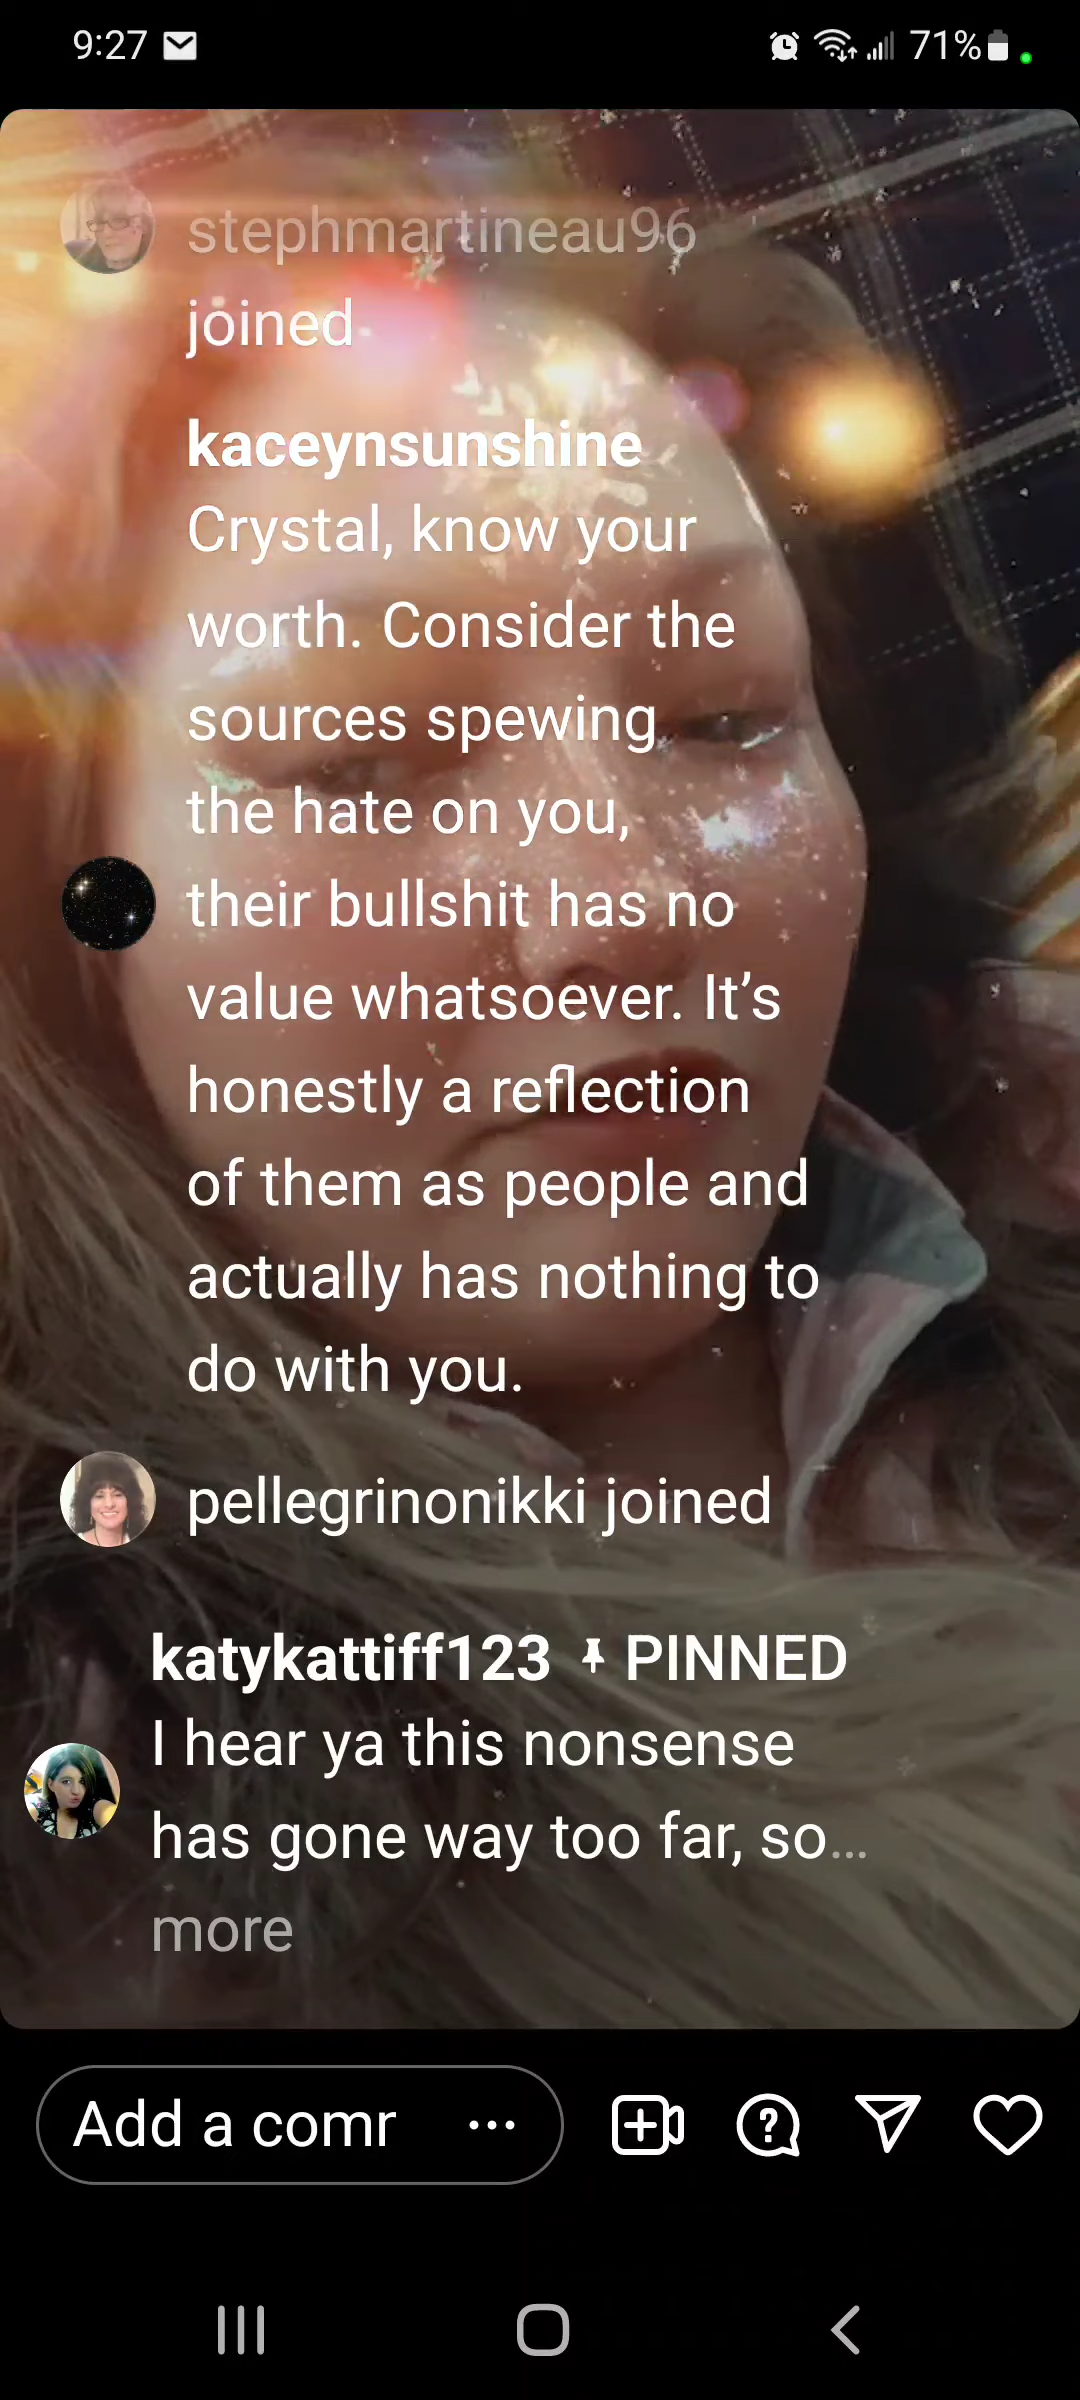 9:27 71%
stephmartineau96
joined
kaceynsunshine
Crystal, know your
worth. Consider the
sources spewing
the hate on you,
their bullshit has no
value whatsoever. It’s
honestly a reflection
of them as people and
actually has nothing to
do with you.
pellegrinonikki joined
katykattiff123 PINNED
I hear ya this nonsense
has gone way too far, so...
more
Add a comr